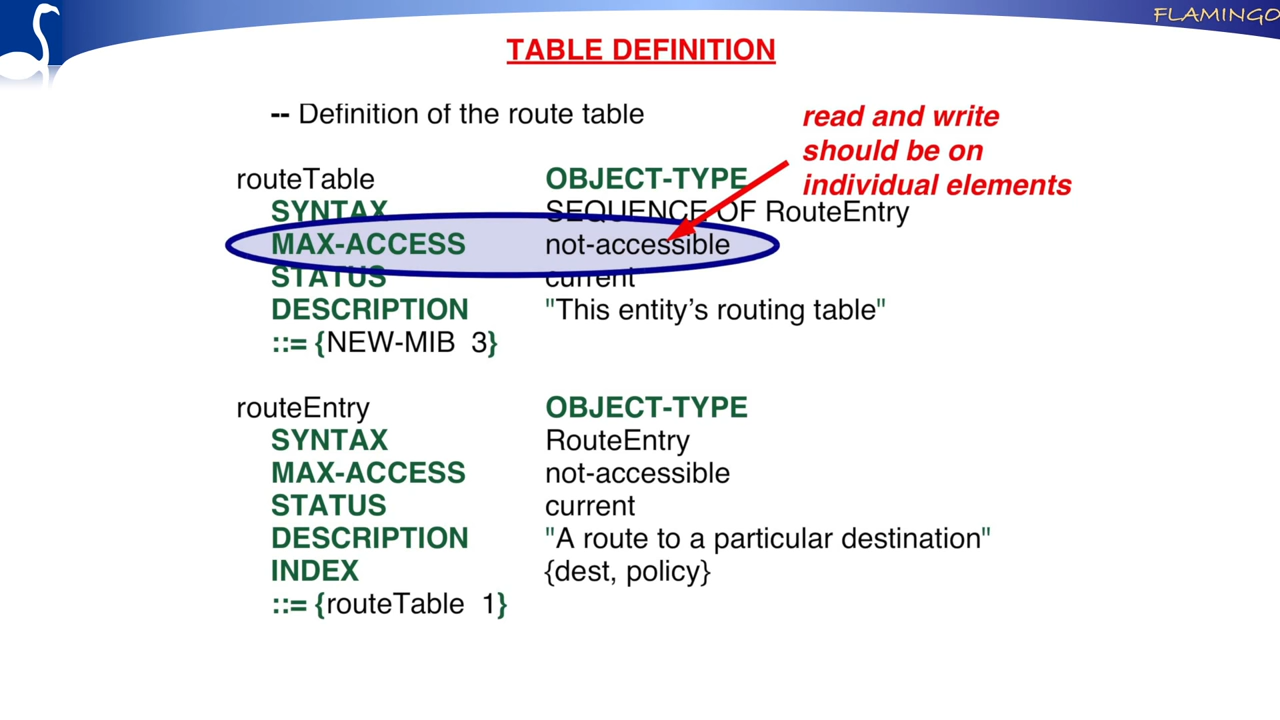 FLAMINGO
TABLE DEFINITION
-- Definition of the route table
read and write
should be on
individual elements
routeTable OBJECT-TYPE
SYNTAX SEQUENCE OF RouteEntry
MAX-ACCESS not-accessible
STATUS current
DESCRIPTION "This entity’s routing table"
::= {NEW-MIB 3}
routeEntry OBJECT-TYPE
SYNTAX RouteEntry
MAX-ACCESS not-accessible
STATUS current
DESCRIPTION "A route to a particular destination"
INDEX {dest, policy}
::= {routeTable 1}